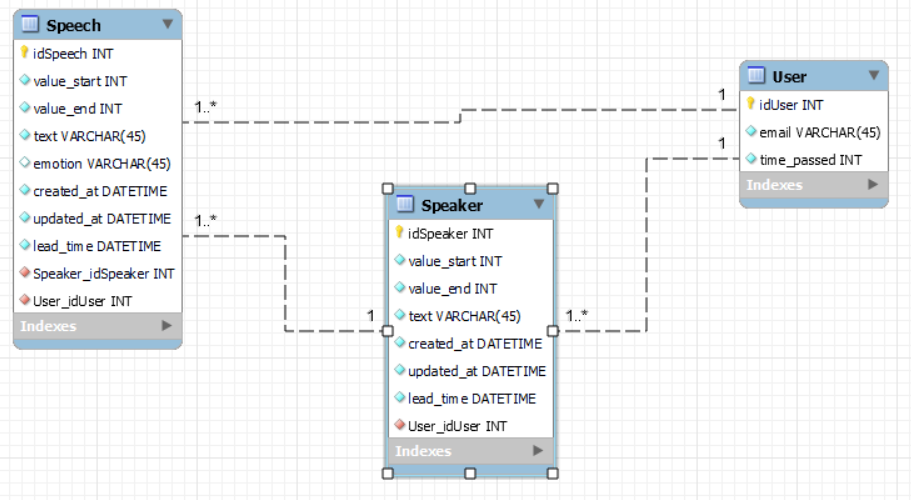 Speech
idSpeech INT
value_start INT
value_end INT
text VARCHAR(45)
emotion VARCHAR(45)
created_at DATETIME
updated_at DATETIME
lead_time DATETIME
Speaker_idSpeaker INT
User_idUser INT
Indexes
1..*
1..*
1
Speaker
idSpeaker INT
value_start INT
value_end INT
text VARCHAR(45)
created_at DATETIME
updated_at DATETIME
lead_time DATETIME
User_idUser INT
Indexes
1..*
1
1
User
idUser INT
email VARCHAR(45)
time_passed INT
Indexes